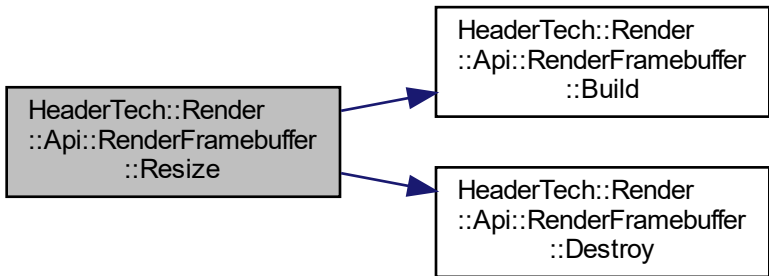 HeaderTech::Render
::Api::RenderFramebuffer
::Resize
HeaderTech::Render
::Api::RenderFramebuffer
::Build
HeaderTech::Render
::Api::RenderFramebuffer
::Destroy